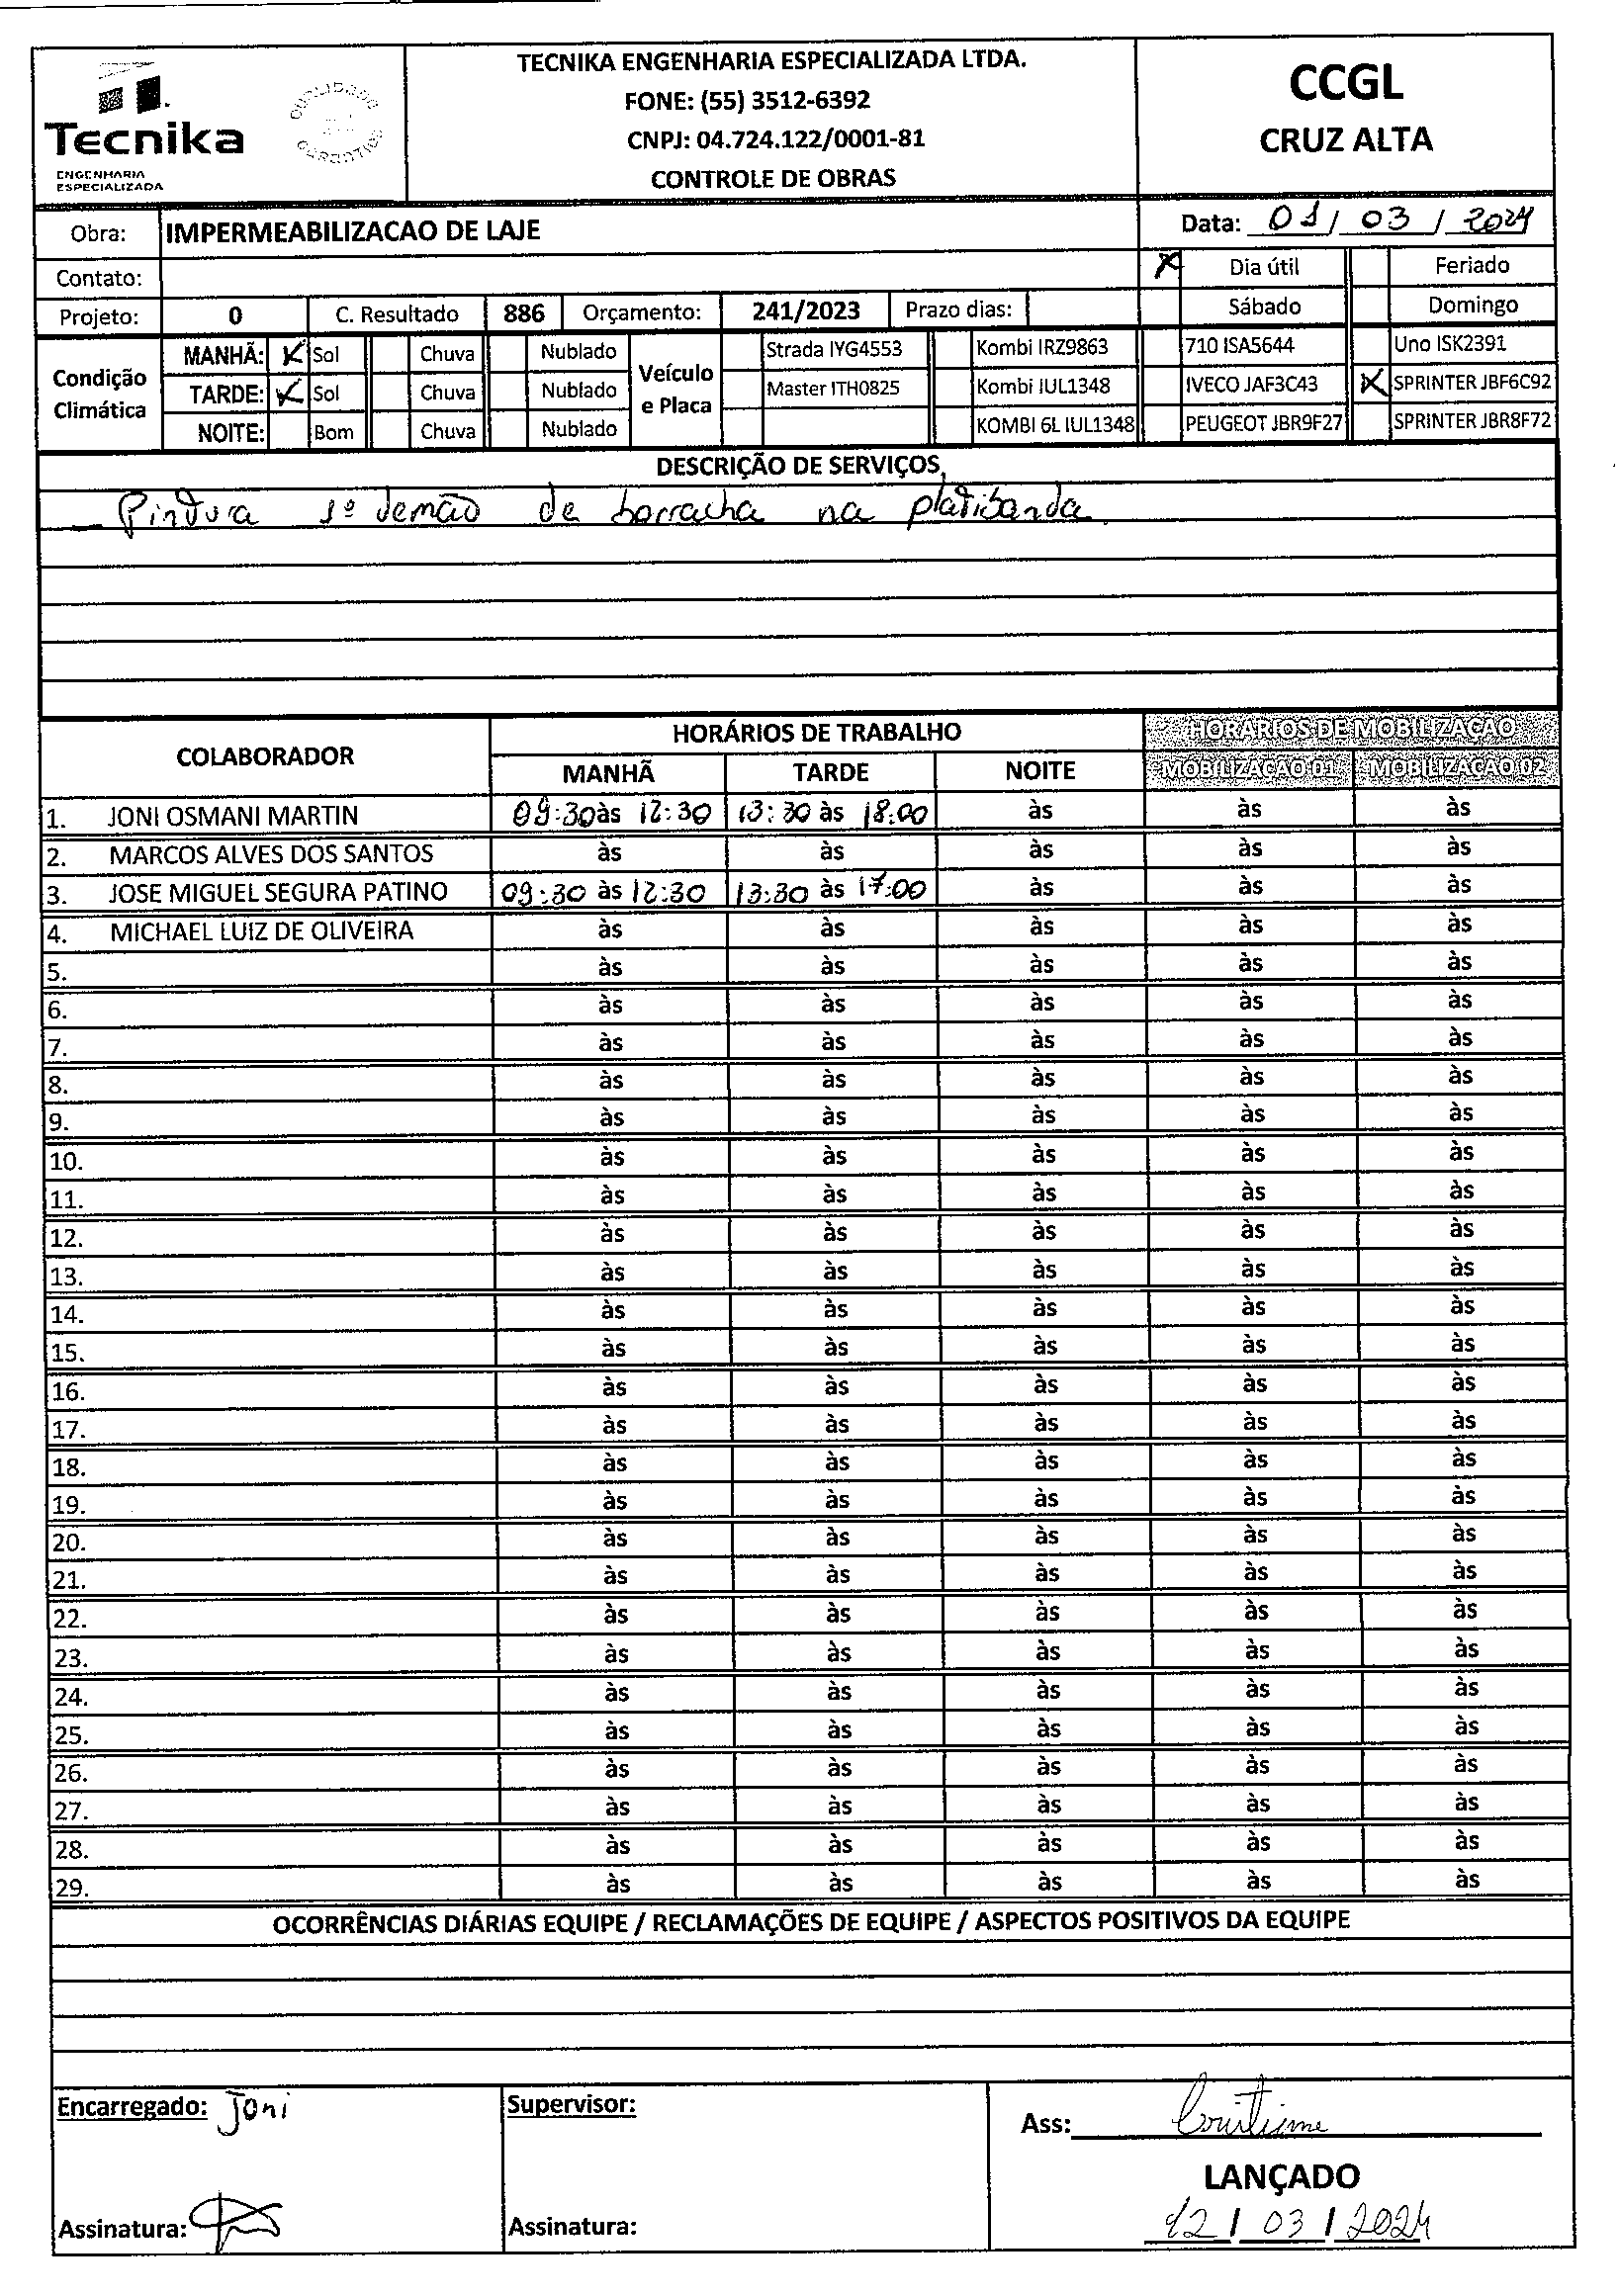 TECNIKA ENGENHARIA ESPECIALIZADA LTDA.
FONE: (55) 3512-6392
CNPJ: 04.724.122/0001-81
CONTROLE DE OBRAS
Tecnika
ENGENHARIA
ESPECIALIZADA
CCGL
CRUZ ALTA
Obra: IMPERMEABILIZACAO DE LAJE
Data: 01 / 03 / 2024
Contato:
X Dia útil Feriado
Projeto: 0 C. Resultado 886 Orçamento: 241/2023 Prazo dias:
Sábado Domingo
Condição Climática
MANHÃ: X Sol Chuva Nublado
TARDE: X Sol Chuva Nublado
NOITE: Bom Chuva Nublado
Veículo e Placa
Strada IYG4553 Kombi IRZ9863 710 ISA5644 Uno ISK2391
Master ITH0825 Kombi IUL1348 IVECO JAF3C43 X SPRINTER JBF6C92
KOMBI 6L IUL1348 PEUGEOT JBR9F27 SPRINTER JBR8F72
DESCRIÇÃO DE SERVIÇOS
Pintura 1º demão de borracha na platibanda
COLABORADOR HORÁRIOS DE TRABALHO HORÁRIOS DE MOBILIZAÇÃO
MANHÃ TARDE NOITE MOBILIZAÇÃO 01 MOBILIZAÇÃO 02
1. JONI OSMANI MARTIN 09:30 às 12:30 13:30 às 18:00 às às às
2. MARCOS ALVES DOS SANTOS às às às às às
3. JOSE MIGUEL SEGURA PATINO 09:30 às 12:30 13:30 às 17:00 às às às
4. MICHAEL LUIZ DE OLIVEIRA às às às às às
5. às às às às às
6. às às às às às
7. às às às às às
8. às às às às às
9. às às às às às
10. às às às às às
11. às às às às às
12. às às às às às
13. às às às às às
14. às às às às às
15. às às às às às
16. às às às às às
17. às às às às às
18. às às às às às
19. às às às às às
20. às às às às às
21. às às às às às
22. às às às às às
23. às às às às às
24. às às às às às
25. às às às às às
26. às às às às às
27. às às às às às
28. às às às às às
29. às às às às às
OCORRÊNCIAS DIÁRIAS EQUIPE / RECLAMAÇÕES DE EQUIPE / ASPECTOS POSITIVOS DA EQUIPE
Encarregado: Joni
Supervisor:
Ass:
LANÇADO
Assinatura:
Assinatura:
12 / 03 / 2024